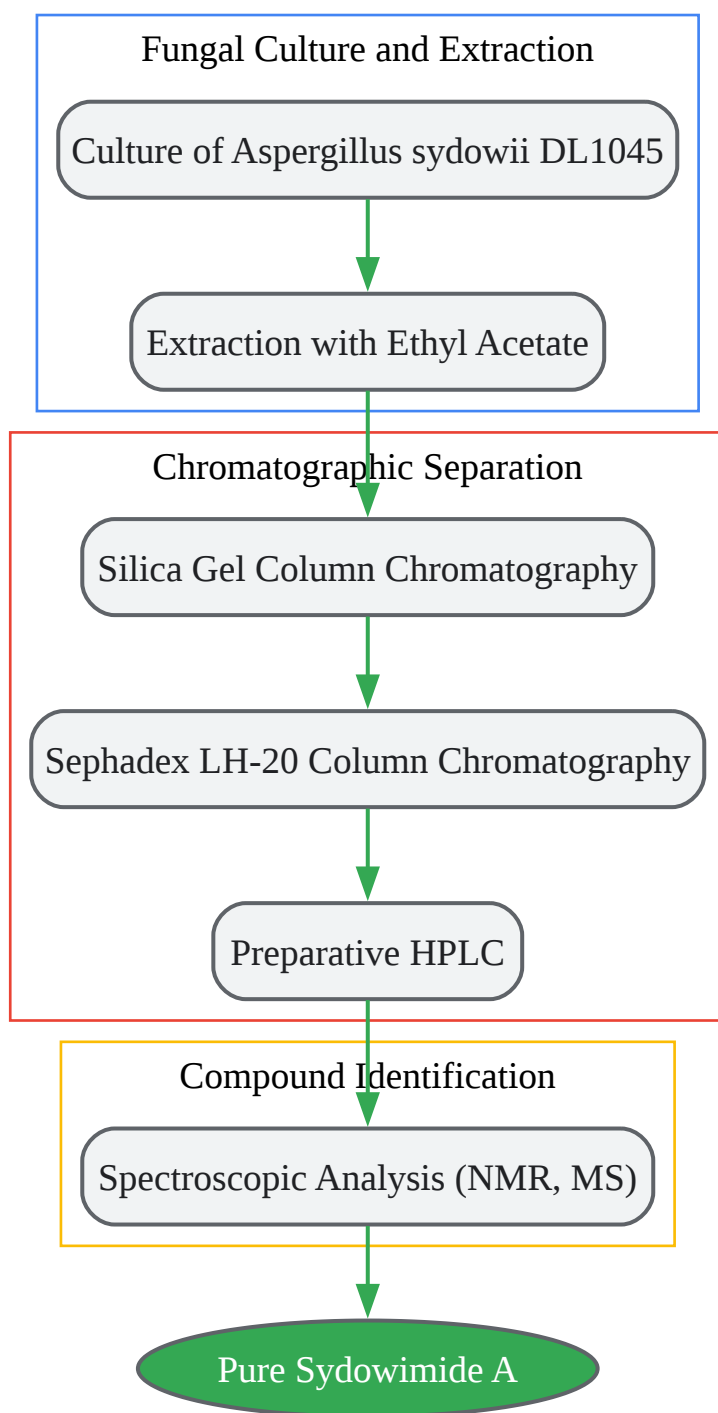 Fungal Culture and Extraction
Culture of Aspergillus sydowii DL1045
Extraction with Ethyl Acetate
Chromatographic Separation
Silica Gel Column Chromatography
Sephadex LH-20 Column Chromatography
Preparative HPLC
Compound Identification
Spectroscopic Analysis (NMR, MS)
Pure Sydowimide A